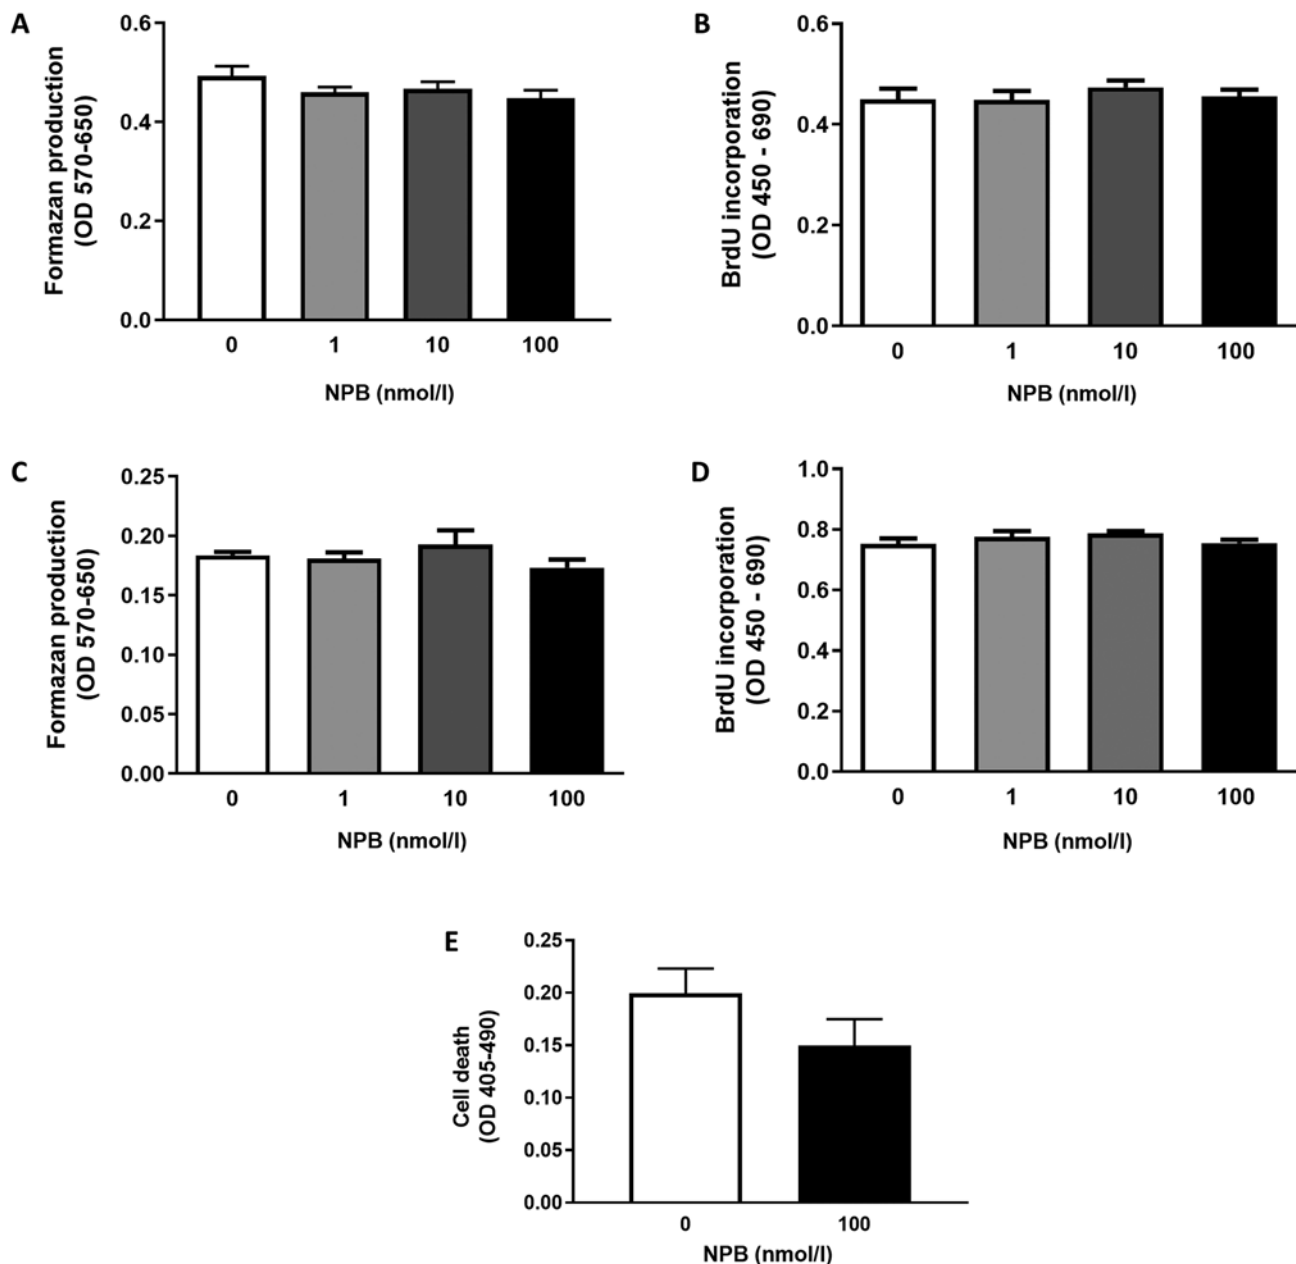 A
Formazan production
(OD 570-650)
0.6
0.4
0.2
0.0
0 1 10 100
NPB (nmol/l)
B
BrdU incorporation
(OD 450 - 690)
0.6
0.4
0.2
0.0
0 1 10 100
NPB (nmol/l)
C
Formazan production
(OD 570-650)
0.25
0.20
0.15
0.10
0.05
0.00
0 1 10 100
NPB (nmol/l)
D
BrdU incorporation
(OD 450 - 690)
1.0
0.8
0.6
0.4
0.2
0.0
0 1 10 100
NPB (nmol/l)
E
Cell death
(OD 405-490)
0.25
0.20
0.15
0.10
0.05
0.00
0 100
NPB (nmol/l)